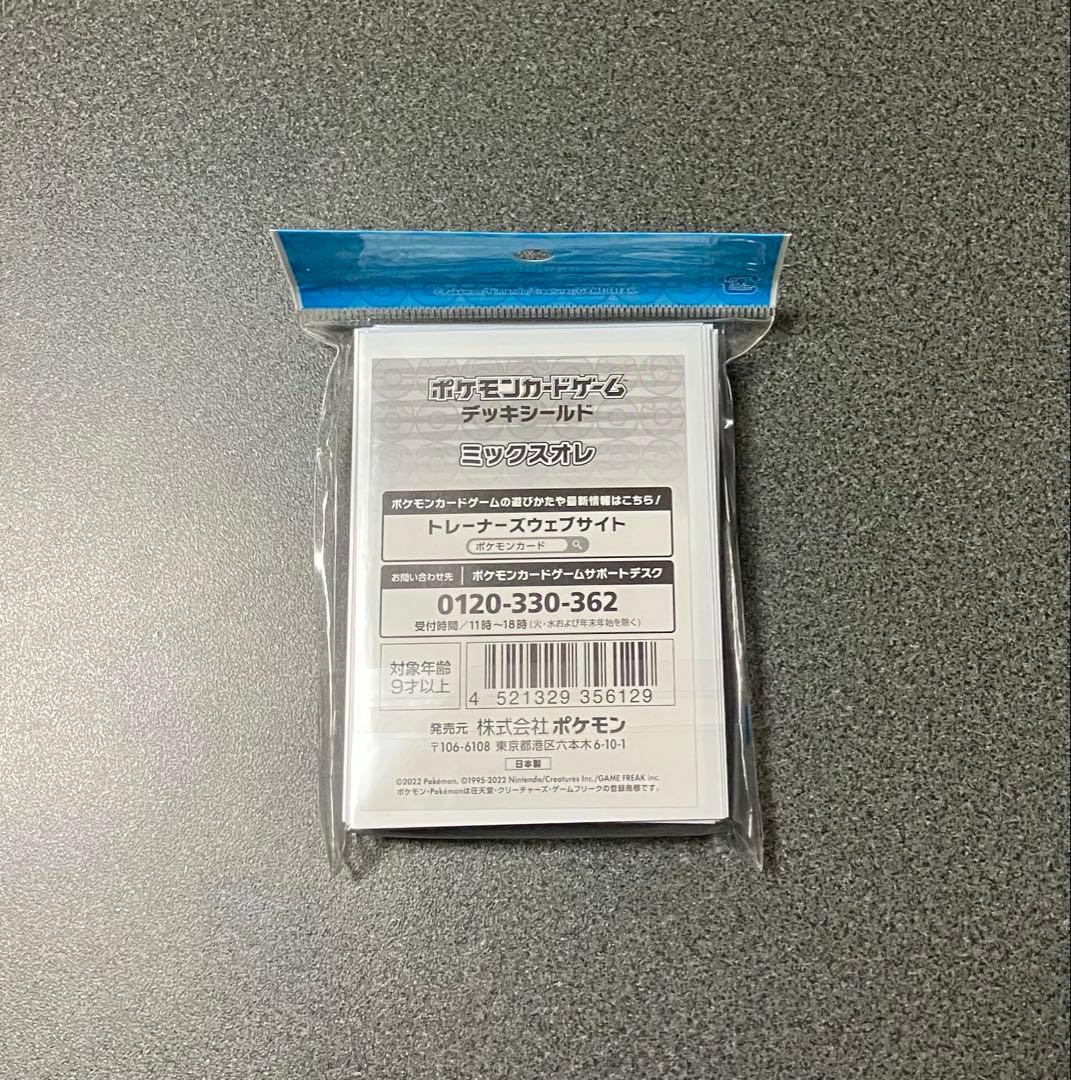 ©Pokémon/Nintendo/Creatures/GAME FREAK
ポケモンカードゲーム
デッキシールド
ミックスオレ
ポケモンカードゲームの遊びかたや最新情報はこちら!
トレーナーズウェブサイト
ポケモンカード
お問い合わせ先 ポケモンカードゲームサポートデスク
0120-330-362
受付時間/11時〜18時(火・水および年末年始を除く)
対象年齢
9才以上
4 521329 356129
発売元 株式会社 ポケモン
〒106-6108 東京都港区六本木6-10-1
日本製
©2022 Pokémon. ©1995-2022 Nintendo/Creatures Inc./GAME FREAK inc.
ポケモン・Pokémonは任天堂・クリーチャーズ・ゲームフリークの登録商標です。